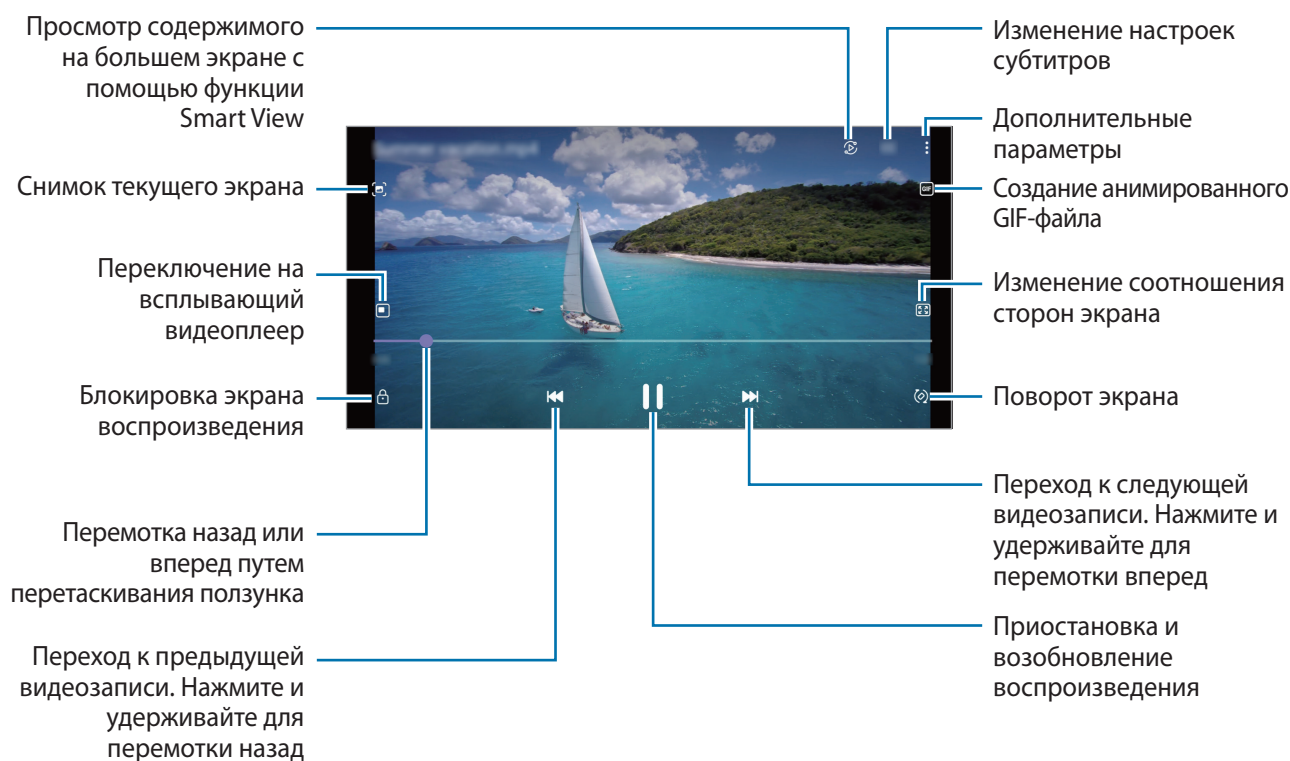 Просмотр содержимого
на большем экране с
помощью функции
Smart View
Снимок текущего экрана
Переключение на
всплывающий
видеоплеер
Блокировка экрана
воспроизведения
Перемотка назад или
вперед путем
перетаскивания ползунка
Переход к предыдущей
видеозаписи. Нажмите и
удерживайте для
перемотки назад
Изменение настроек
субтитров
Дополнительные
параметры
Создание анимированного
GIF-файла
GIF
Изменение соотношения
сторон экрана
Поворот экрана
Переход к следующей
видеозаписи. Нажмите и
удерживайте для
перемотки вперед
Приостановка и
возобновление
воспроизведения